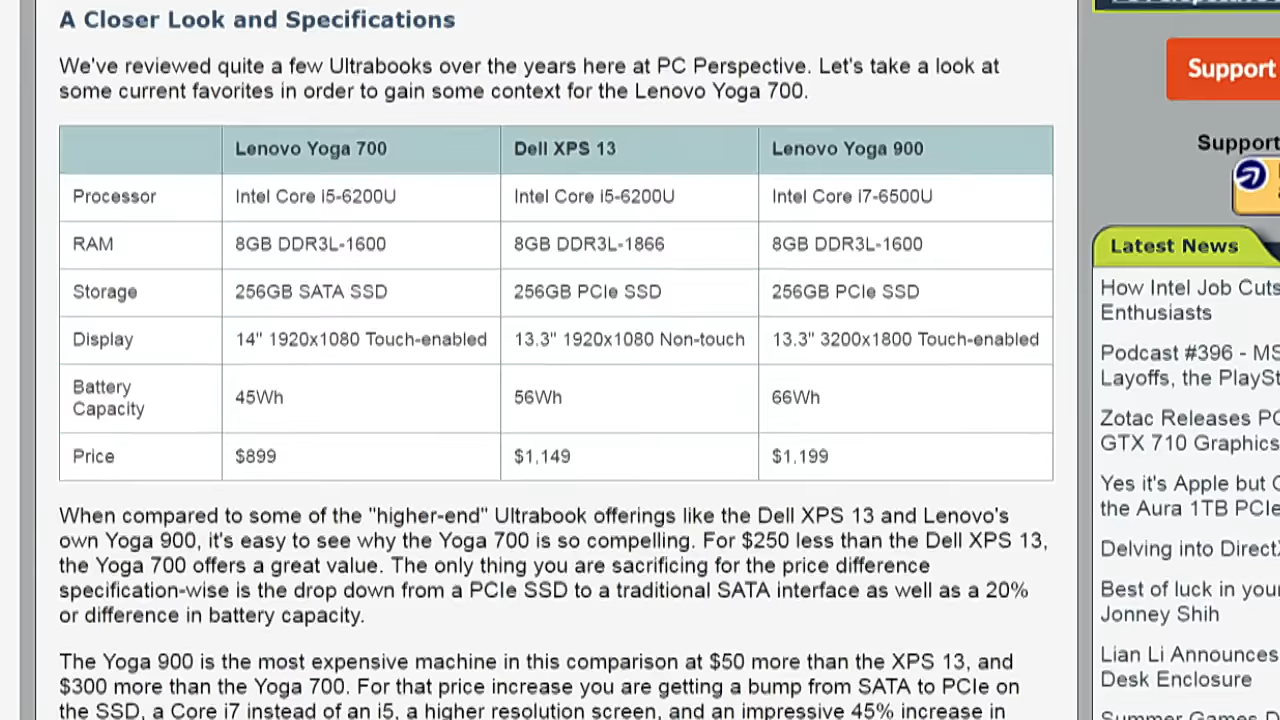 A Closer Look and Specifications
We've reviewed quite a few Ultrabooks over the years here at PC Perspective. Let's take a look at
some current favorites in order to gain some context for the Lenovo Yoga 700.
Lenovo Yoga 700 Dell XPS 13 Lenovo Yoga 900
Processor Intel Core i5-6200U Intel Core i5-6200U Intel Core i7-6500U
RAM 8GB DDR3L-1600 8GB DDR3L-1866 8GB DDR3L-1600
Storage 256GB SATA SSD 256GB PCIe SSD 256GB PCIe SSD
Display 14" 1920x1080 Touch-enabled 13.3" 1920x1080 Non-touch 13.3" 3200x1800 Touch-enabled
Battery
Capacity 45Wh 56Wh 66Wh
Price $899 $1,149 $1,199
When compared to some of the "higher-end" Ultrabook offerings like the Dell XPS 13 and Lenovo's
own Yoga 900, it's easy to see why the Yoga 700 is so compelling. For $250 less than the Dell XPS 13,
the Yoga 700 offers a great value. The only thing you are sacrificing for the price difference
specification-wise is the drop down from a PCIe SSD to a traditional SATA interface as well as a 20%
or difference in battery capacity.
The Yoga 900 is the most expensive machine in this comparison at $50 more than the XPS 13, and
$300 more than the Yoga 700. For that price increase you are getting a bump from SATA to PCIe on
the SSD, a Core i7 instead of an i5, a higher resolution screen, and an impressive 45% increase in
Support
Support
Latest News
How Intel Job Cuts
Enthusiasts
Podcast #396 - MS
Layoffs, the PlaySt
Zotac Releases PC
GTX 710 Graphics
Yes it's Apple but
the Aura 1TB PCIe
Delving into Direct
Best of luck in your
Jonney Shih
Lian Li Announces
Desk Enclosure
Summer Games D